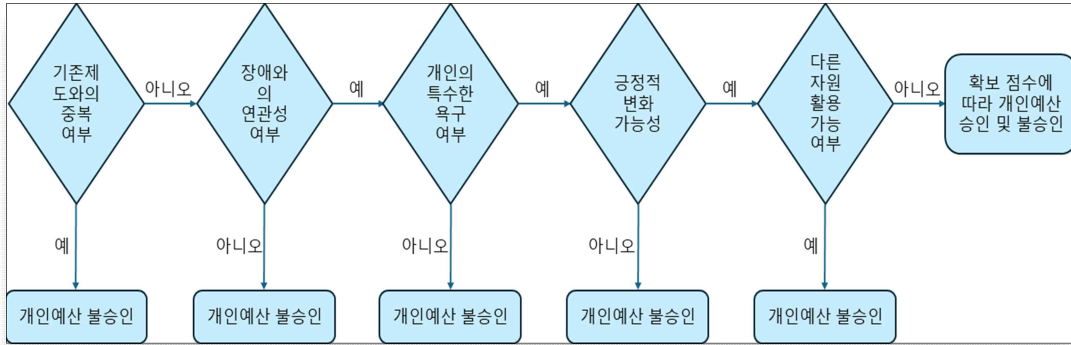 기존제
도와의
중복
여부
아니오
장애와
의
연관성
여부
예
개인의
특수한
욕구
여부
예
긍정적
변화
가능성
예
다른
자원
활용
가능
여부
아니오
확보 점수에
따라 개인예산
승인 및 불승인
예
아니오
아니오
아니오
예
개인예산 불승인
개인예산 불승인
개인예산 불승인
개인예산 불승인
개인예산 불승인